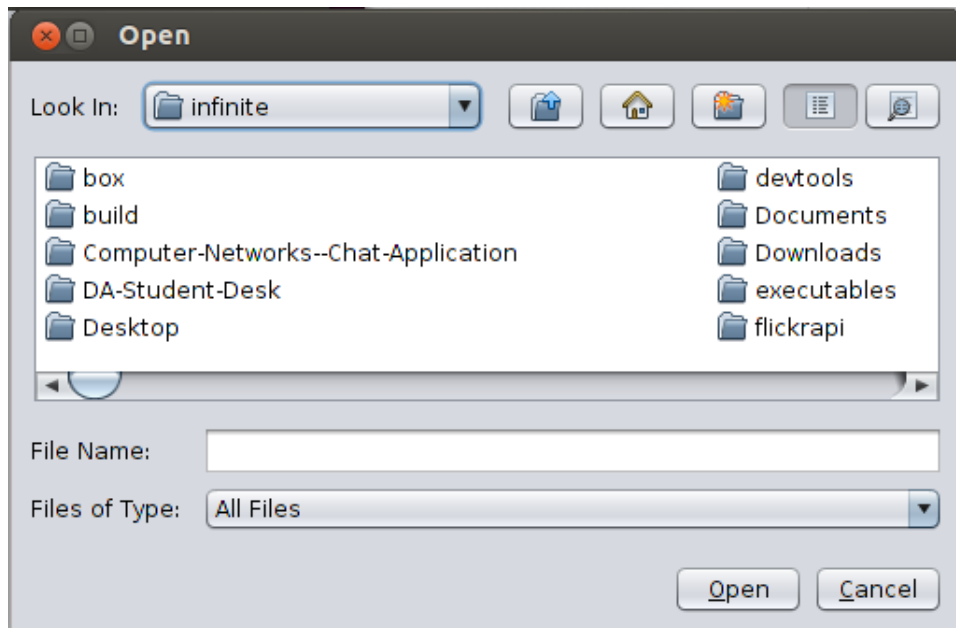 Open
Look In: infinite
box
build
Computer-Networks--Chat-Application
DA-Student-Desk
Desktop
devtools
Documents
Downloads
executables
flickrapi
File Name:
Files of Type: All Files
Open Cancel